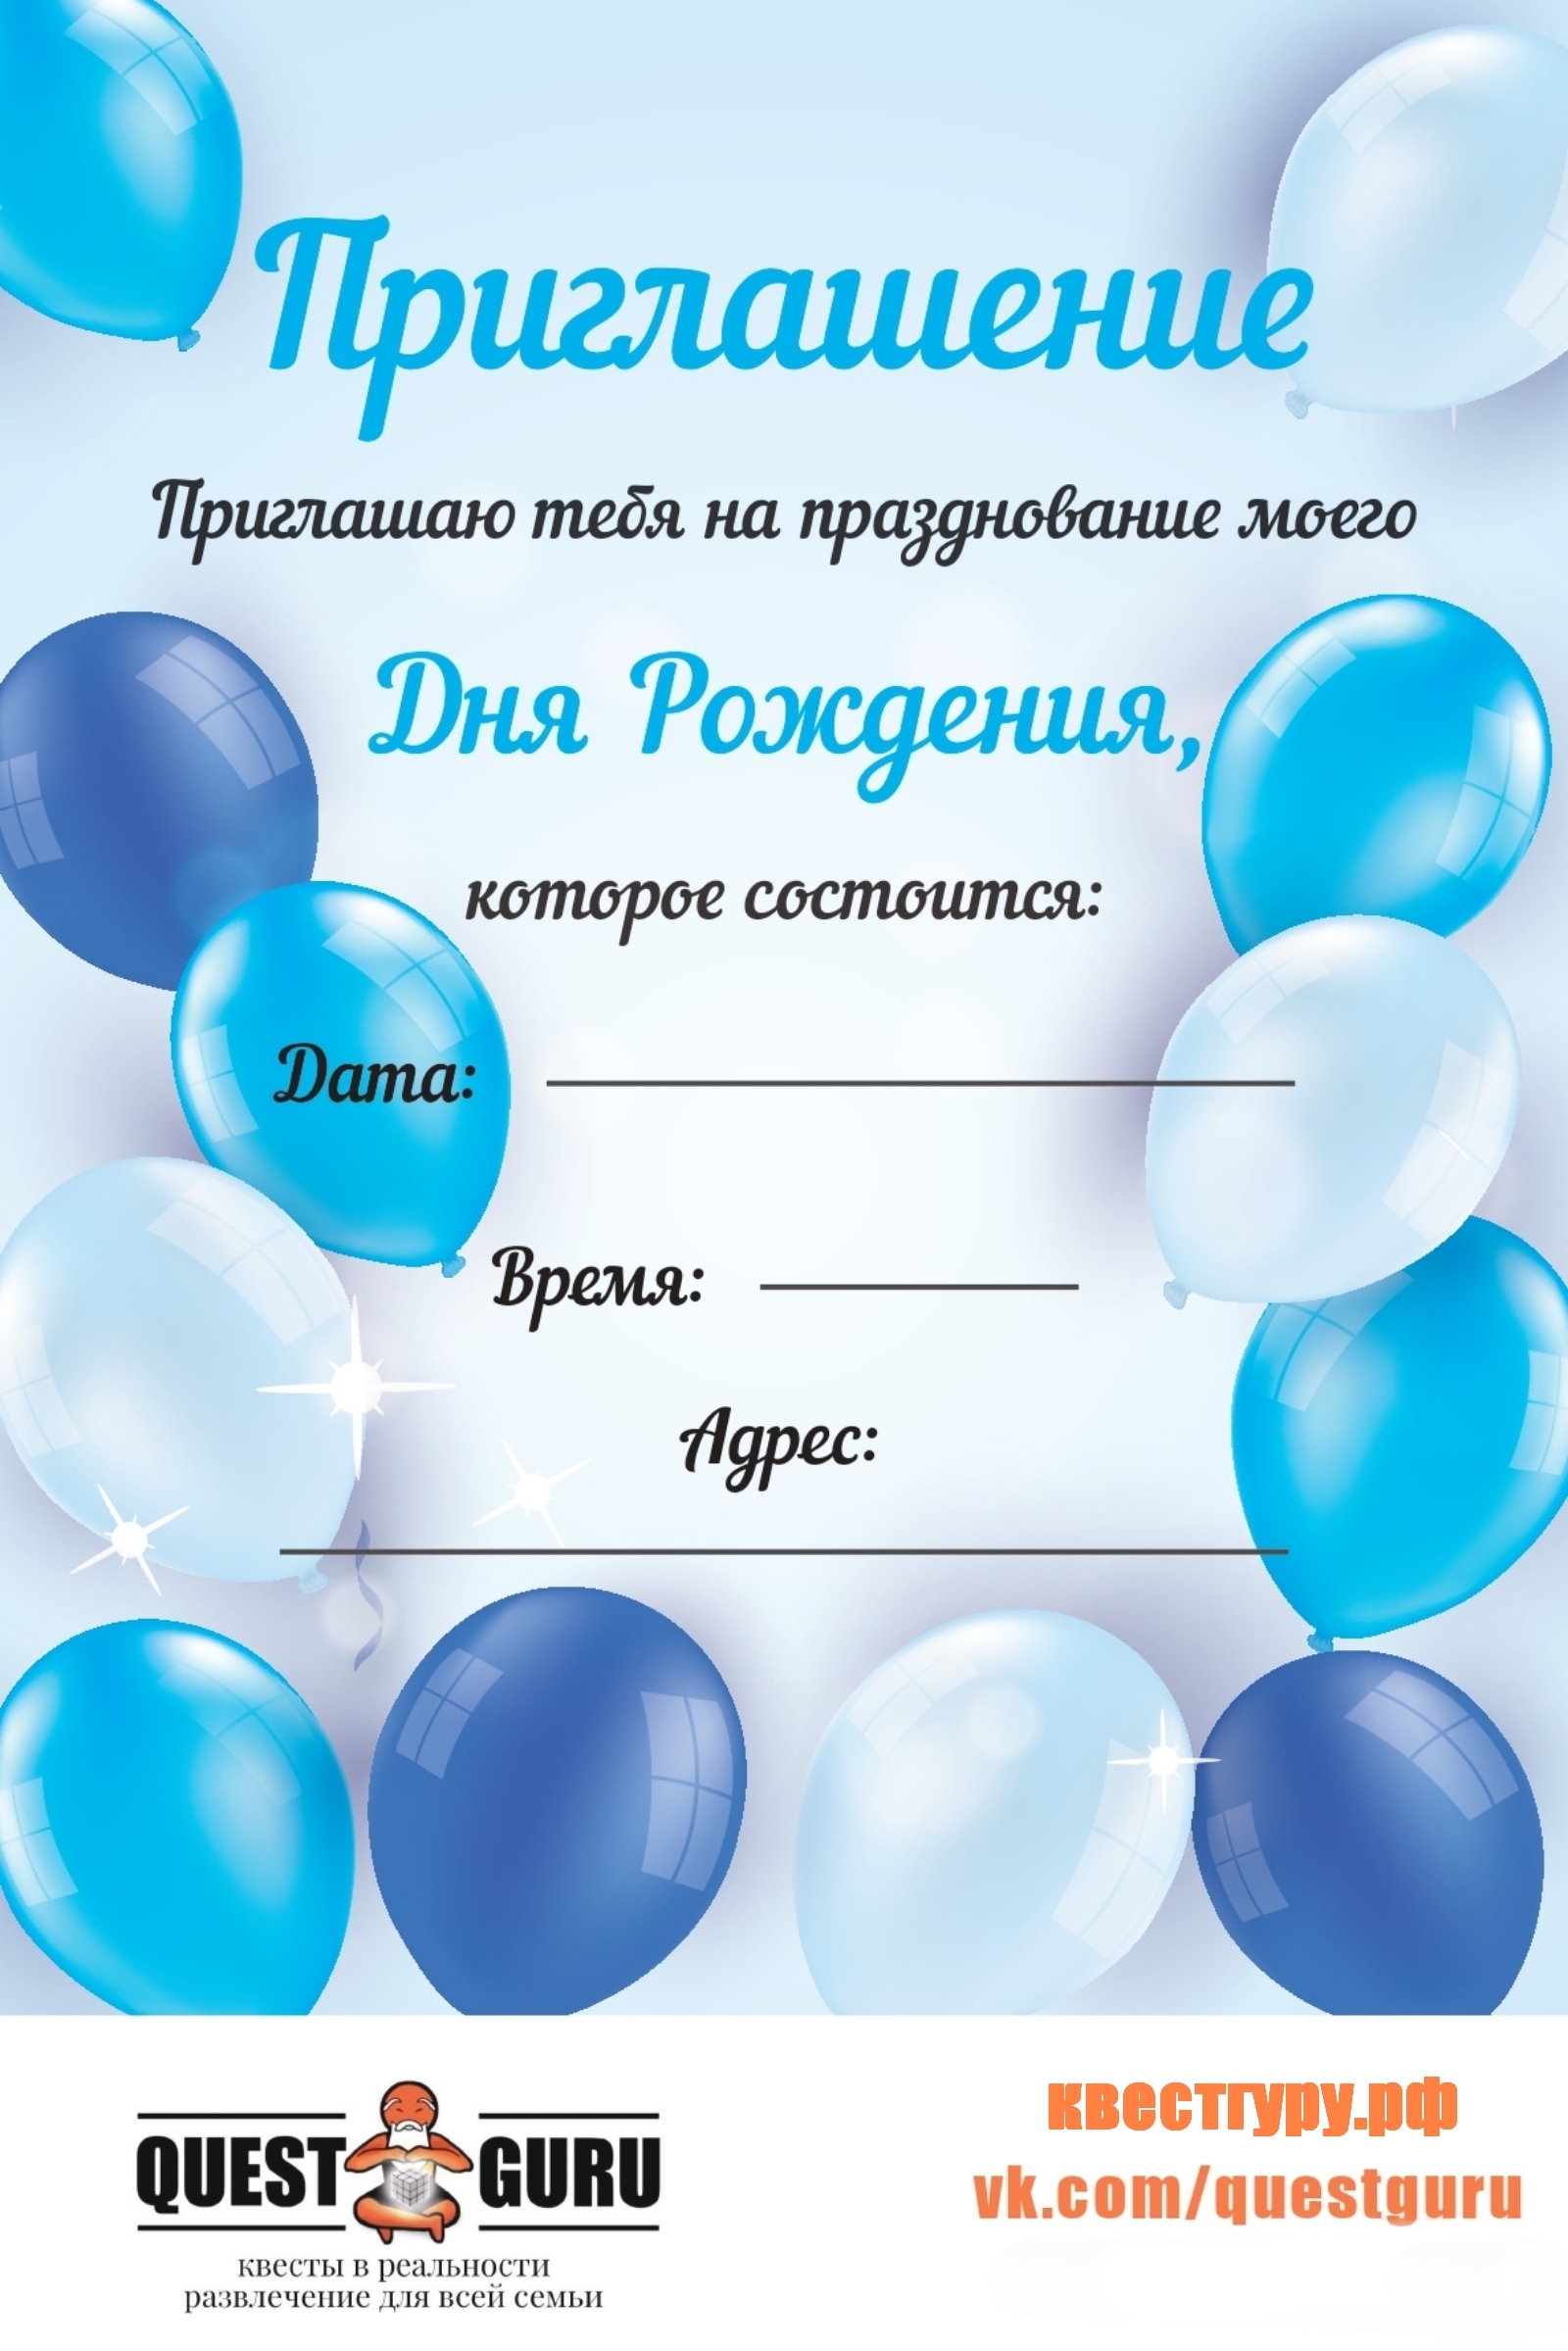 Приглашение
Приглашаю тебя на празднование моего
Дня Рождения,
которое состоится:
Дата:
Время:
Адрес:
QUEST GURU
квесты в реальности
развлечение для всей семьи
квестгуру.рф
vk.com/questguru